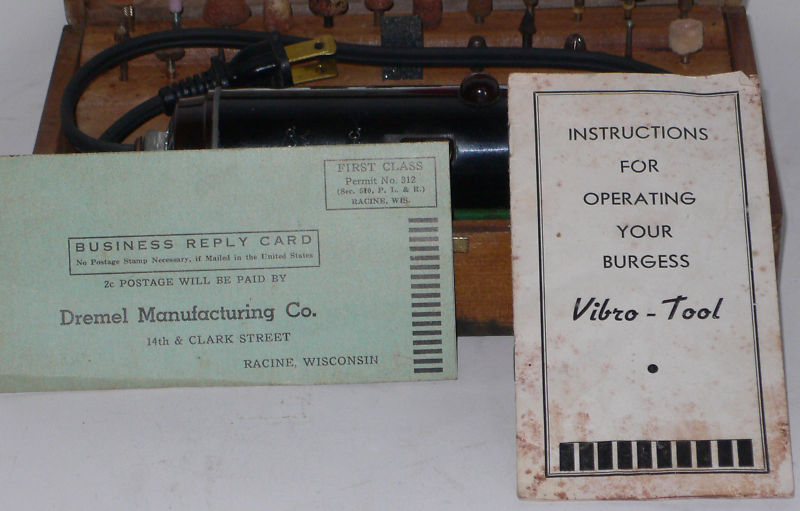 FIRST CLASS
Permit No. 312
(Sec. 510, P. L. & R.)
RACINE, WIS.
BUSINESS REPLY CARD
No Postage Stamp Necessary, if Mailed in the United States
2c POSTAGE WILL BE PAID BY
Dremel Manufacturing Co.
14th & CLARK STREET
RACINE, WISCONSIN
INSTRUCTIONS
FOR
OPERATING
YOUR
BURGESS
Vibro-Tool